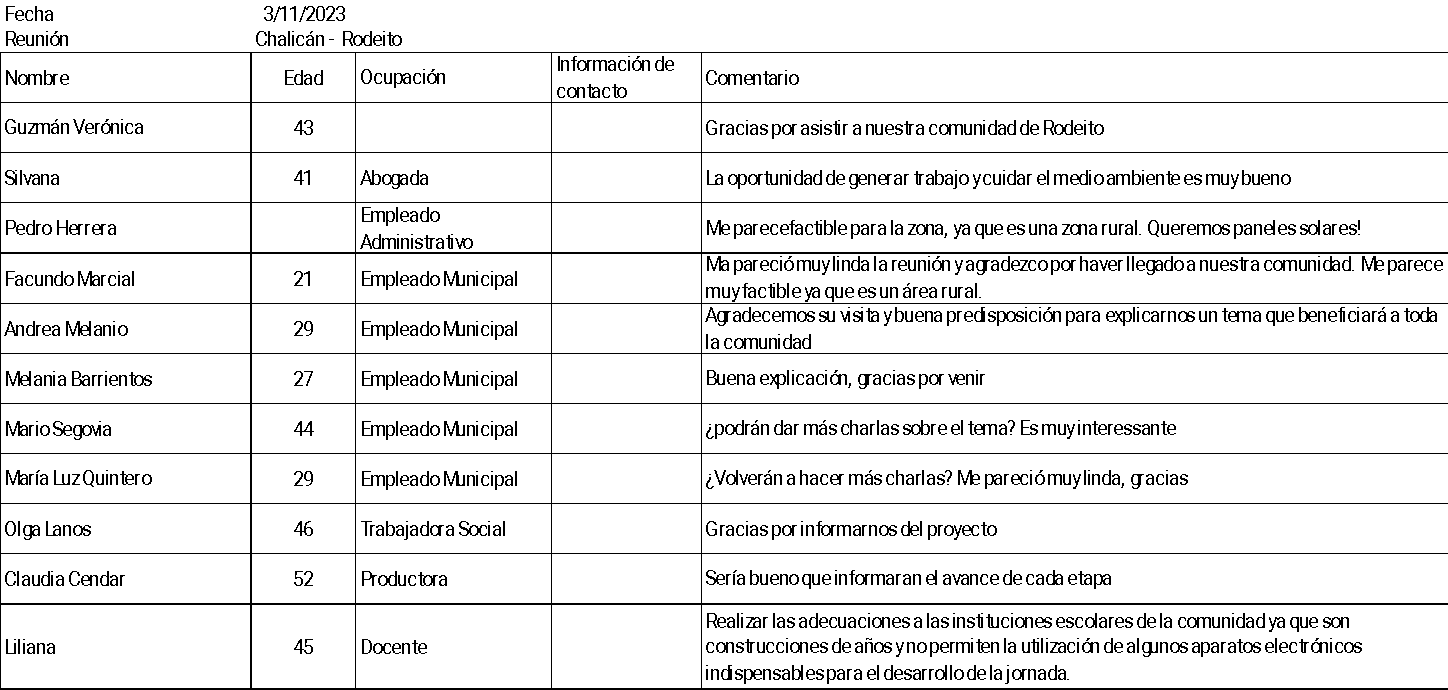 Fecha 3/11/2023
Reunión Chalicán - Rodeito
Nombre Edad Ocupación Información de contacto Comentario
Guzmán Verónica 43 Gracias por asistir a nuestra comunidad de Rodeito
Silvana 41 Abogada La oportunidad de generar trabajo y cuidar el medio ambiente es muy bueno
Pedro Herrera Empleado Administrativo Me parece factible para la zona, ya que es una zona rural. Queremos paneles solares!
Facundo Marcial 21 Empleado Municipal Ma pareció muy linda la reunión y agradezco por haver llegado a nuestra comunidad. Me parece
muy factible ya que es un área rural.
Andrea Melanio 29 Empleado Municipal Agradecemos su visita y buena predisposición para explicarnos un tema que beneficiará a toda
la comunidad
Melania Barrientos 27 Empleado Municipal Buena explicación, gracias por venir
Mario Segovia 44 Empleado Municipal ¿podrán dar más charlas sobre el tema? Es muy interessante
María Luz Quintero 29 Empleado Municipal ¿Volverán a hacer más charlas? Me pareció muy linda, gracias
Olga Lanos 46 Trabajadora Social Gracias por informarnos del proyecto
Claudia Cendar 52 Productora Sería bueno que informaran el avance de cada etapa
Liliana 45 Docente Realizar las adecuaciones a las instituciones escolares de la comunidad ya que son
construcciones de años y no permiten la utilización de algunos aparatos electrónicos
indispensables para el desarrollo de la jornada.